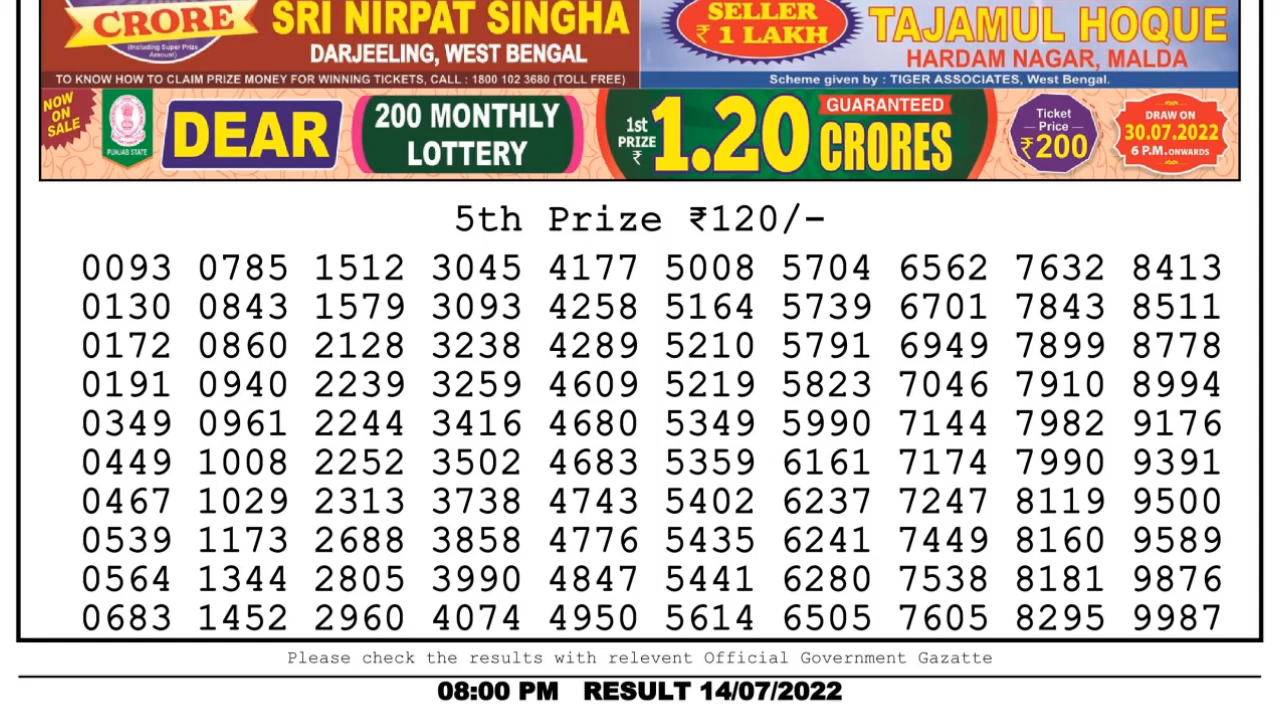 CRORE
(Including Super Prize
Amount)
SRI NIRPAT SINGHA
DARJEELING, WEST BENGAL
TO KNOW HOW TO CLAIM PRIZE MONEY FOR WINNING TICKETS, CALL : 1800 102 3680 (TOLL FREE)
SELLER
₹ 1 LAKH
TAJAMUL HOQUE
HARDAM NAGAR, MALDA
Scheme given by : TIGER ASSOCIATES, West Bengal.
NOW
ON
SALE
PUNJAB STATE
DEAR
200 MONTHLY
LOTTERY
1st
PRIZE
₹
1.20
GUARANTEED
CRORES
Ticket
Price
₹200
DRAW ON
30.07.2022
6 P.M. ONWARDS
5th Prize ₹120/-
0093 0785 1512 3045 4177 5008 5704 6562 7632 8413
0130 0843 1579 3093 4258 5164 5739 6701 7843 8511
0172 0860 2128 3238 4289 5210 5791 6949 7899 8778
0191 0940 2239 3259 4609 5219 5823 7046 7910 8994
0349 0961 2244 3416 4680 5349 5990 7144 7982 9176
0449 1008 2252 3502 4683 5359 6161 7174 7990 9391
0467 1029 2313 3738 4743 5402 6237 7247 8119 9500
0539 1173 2688 3858 4776 5435 6241 7449 8160 9589
0564 1344 2805 3990 4847 5441 6280 7538 8181 9876
0683 1452 2960 4074 4950 5614 6505 7605 8295 9987
Please check the results with relevent Official Government Gazatte
08:00 PM RESULT 14/07/2022